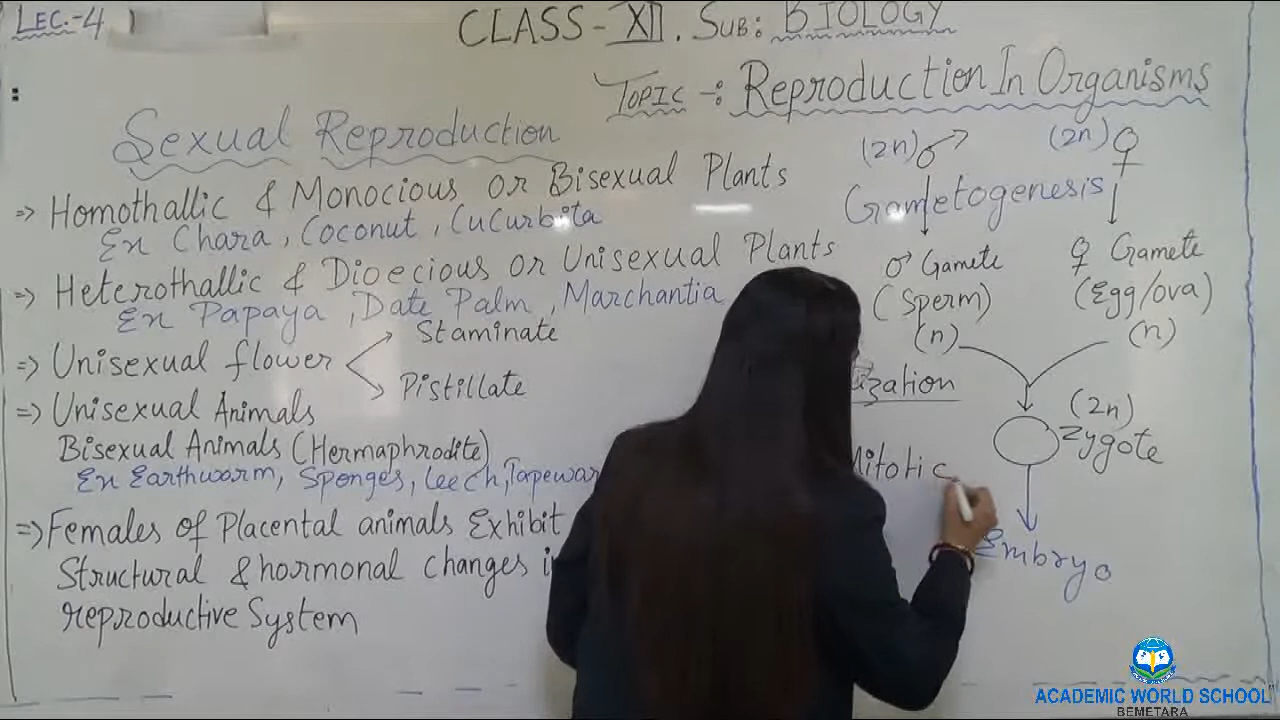 LEC.-4
CLASS-XII. SUB: BIOLOGY
TOPIC -: Reproduction In Organisms
Sexual Reproduction
=> Homothallic & Monocious or Bisexual Plants
Ex Chara, Coconut, Cucurbita
=> Heterothallic & Dioecious or Unisexual Plants
Ex Papaya, Date Palm, Marchantia
=> Unisexual flower
Staminate
Pistillate
=> Unisexual Animals
Bisexual Animals (Hermaphrodite)
Ex Earthworm, Sponges, Leech,
=> Females of Placental animals Exhibit
Structural & hormonal changes
reproductive System
(2n) ♂ (2n) ♀
Gametogenesis
♂ Gamete ♀ Gamete
(Sperm) (Egg/ova)
(n) (n)
(2n)
Zygote
Mitotic
Embryo
ACADEMIC WORLD SCHOOL"
BEMETARA